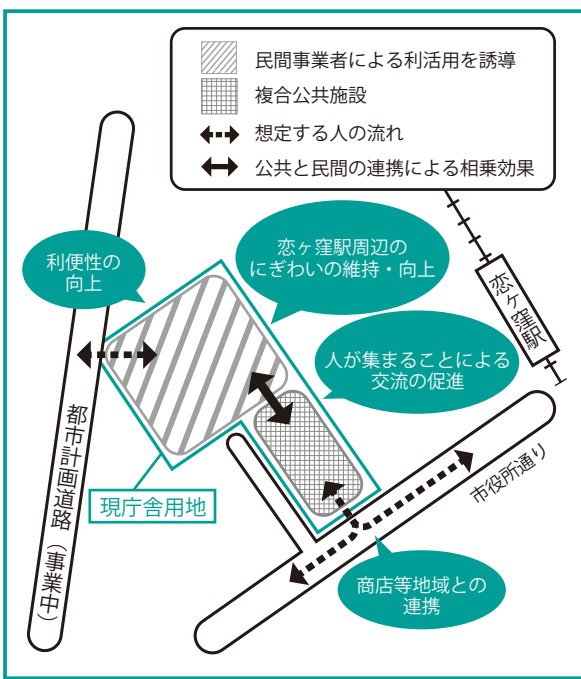 民間事業者による利活用を誘導
複合公共施設
想定する人の流れ
公共と民間の連携による相乗効果
利便性の
向上
恋ヶ窪駅周辺の
にぎわいの維持・向上
恋ヶ窪駅
人が集まることによる
交流の促進
都市計画道路(事業中)
現庁舎用地
市役所通り
商店等地域との
連携